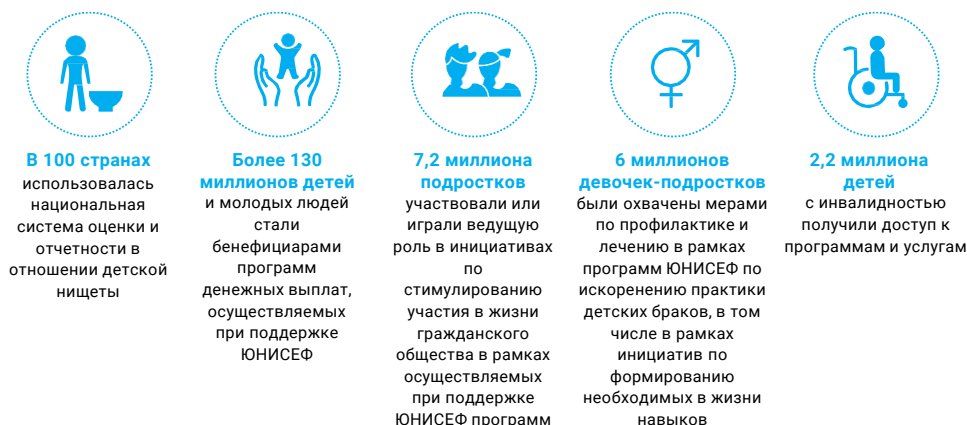 В 100 странах
использовалась
национальная
система оценки и
отчетности в
отношении детской
нищеты
Более 130
миллионов детей
и молодых людей
стали
бенефициарами
программ
денежных выплат,
осуществляемых
при поддержке
ЮНИСЕФ
7,2 миллиона
подростков
участвовали или
играли ведущую
роль в инициативах
по
стимулированию
участия в жизни
гражданского
общества в рамках
осуществляемых
при поддержке
ЮНИСЕФ программ
6 миллионов
девочек-подростков
были охвачены мерами
по профилактике и
лечению в рамках
программ ЮНИСЕФ по
искоренению практики
детских браков, в том
числе в рамках
инициатив по
формированию
необходимых в жизни
навыков
2,2 миллиона
детей
с инвалидностью
получили доступ к
программам и услугам